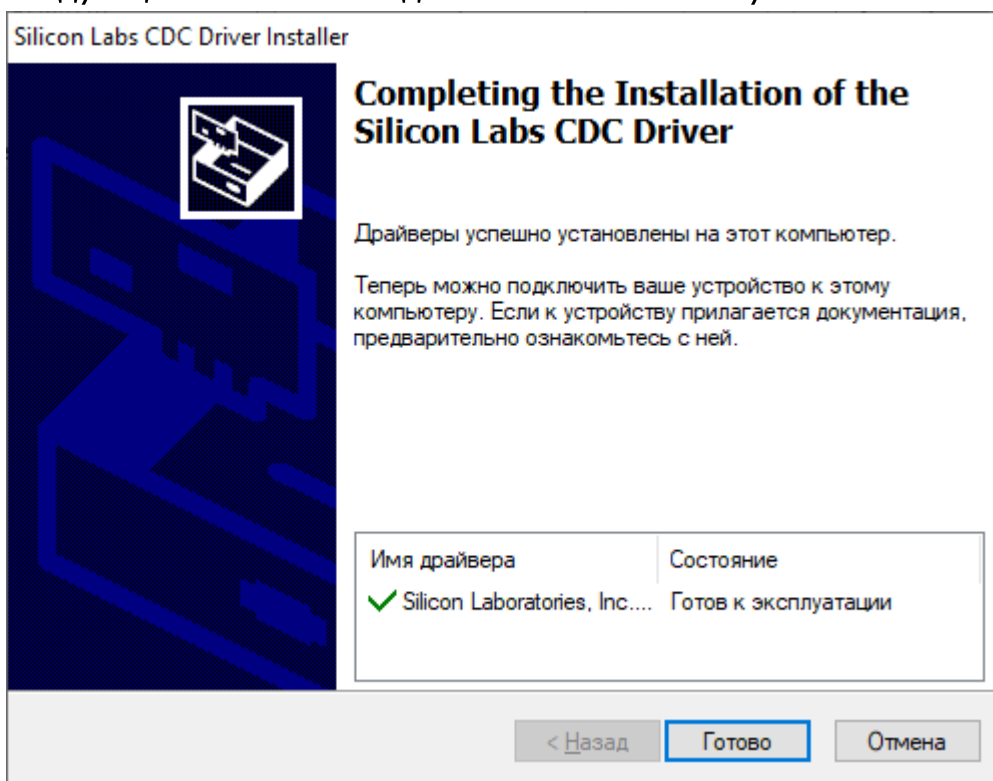 Silicon Labs CDC Driver Installer
Completing the Installation of the
Silicon Labs CDC Driver
Драйверы успешно установлены на этот компьютер.
Теперь можно подключить ваше устройство к этому
компьютеру. Если к устройству прилагается документация,
предварительно ознакомьтесь с ней.
Имя драйвера Состояние
Silicon Laboratories, Inc.... Готов к эксплуатации
< Назад Готово Отмена